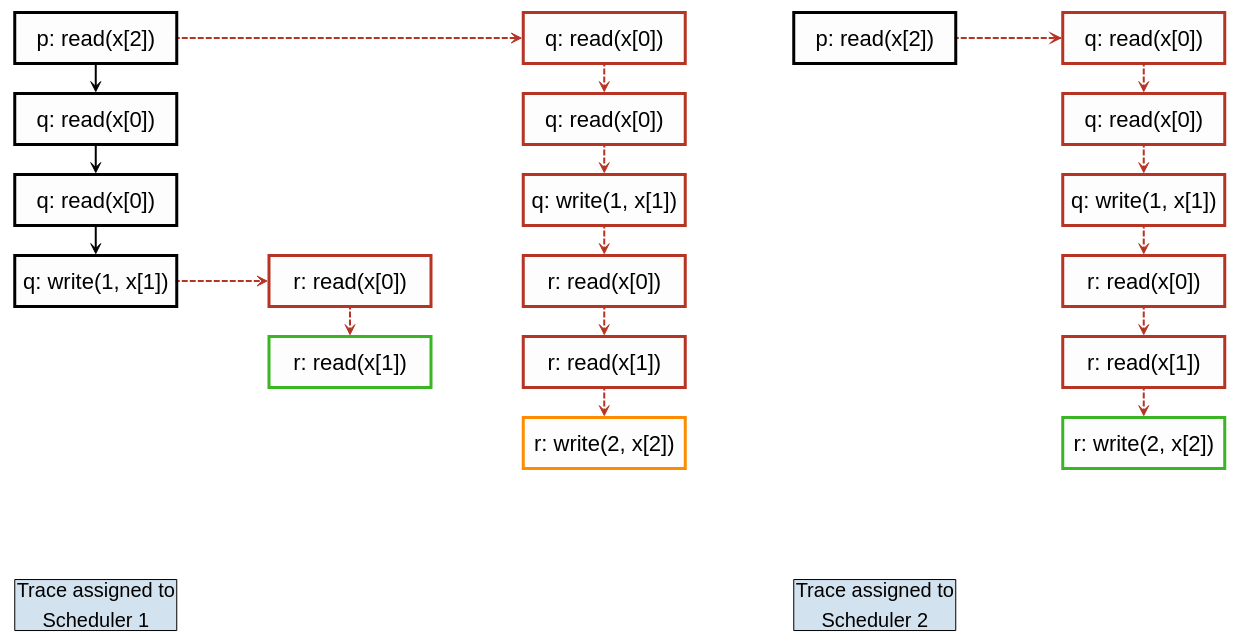 p: read(x[2])
q: read(x[0])
p: read(x[2])
q: read(x[0])
q: read(x[0])
q: read(x[0])
q: read(x[0])
q: read(x[0])
q: write(1, x[1])
q: write(1, x[1])
q: write(1, x[1])
r: read(x[0])
r: read(x[0])
r: read(x[0])
r: read(x[1])
r: read(x[1])
r: read(x[1])
r: write(2, x[2])
r: write(2, x[2])
Trace assigned to
Scheduler 1
Trace assigned to
Scheduler 2